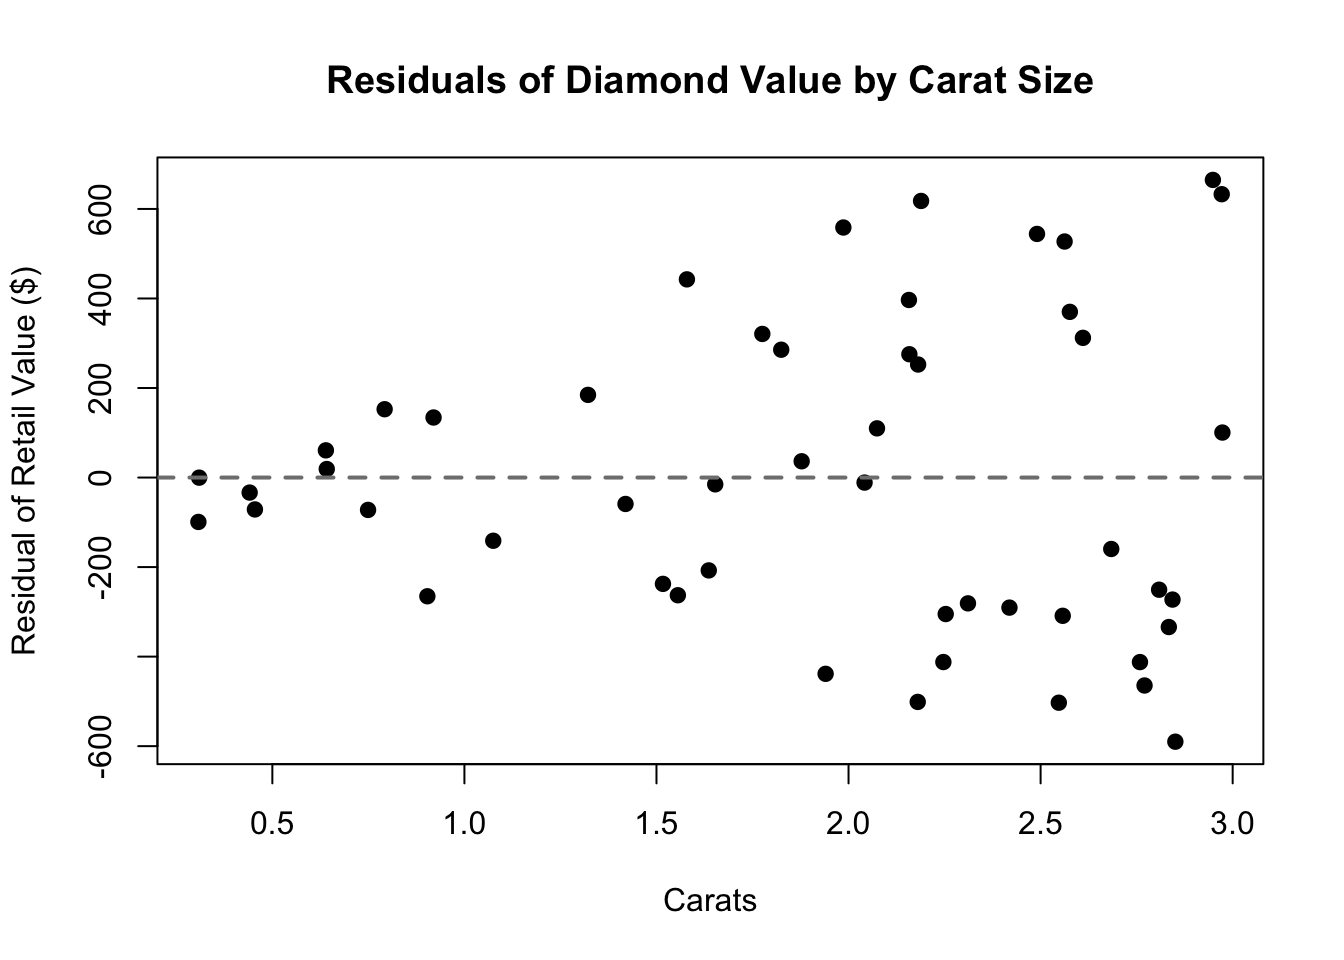 Residuals of Diamond Value by Carat Size
Residual of Retail Value ($)
600
400
200
0
-200
-600
0.5 1.0 1.5 2.0 2.5 3.0
Carats